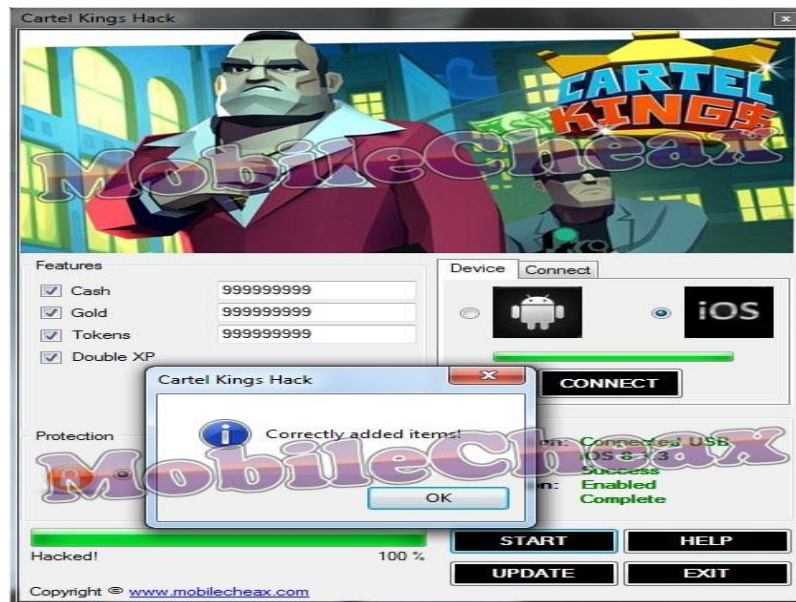 Cartel Kings Hack
CARTEL
KING$
MobileCheax
Features
Cash 999999999
Gold 999999999
Tokens 999999999
Double XP
Device Connect
iOS
CONNECT
Cartel Kings Hack
Correctly added items!
OK
Protection
Connected USB
iOS 8
Success
Enabled
Complete
MobileCheax
Hacked! 100 %
START HELP
UPDATE EXIT
Copyright © www.mobilecheax.com